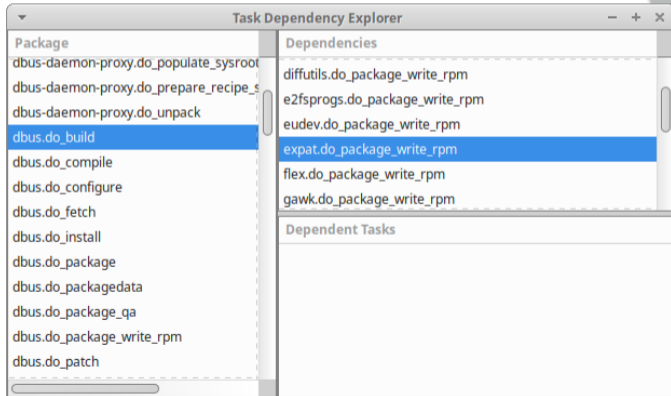 Task Dependency Explorer
Package
dbus-daemon-proxy.do_populate_sysroot
dbus-daemon-proxy.do_prepare_recipe_s
dbus-daemon-proxy.do_unpack
dbus.do_build
dbus.do_compile
dbus.do_configure
dbus.do_fetch
dbus.do_install
dbus.do_package
dbus.do_packagedata
dbus.do_package_qa
dbus.do_package_write_rpm
dbus.do_patch
Dependencies
diffutils.do_package_write_rpm
e2fsprogs.do_package_write_rpm
eudev.do_package_write_rpm
expat.do_package_write_rpm
flex.do_package_write_rpm
gawk.do_package_write_rpm
Dependent Tasks